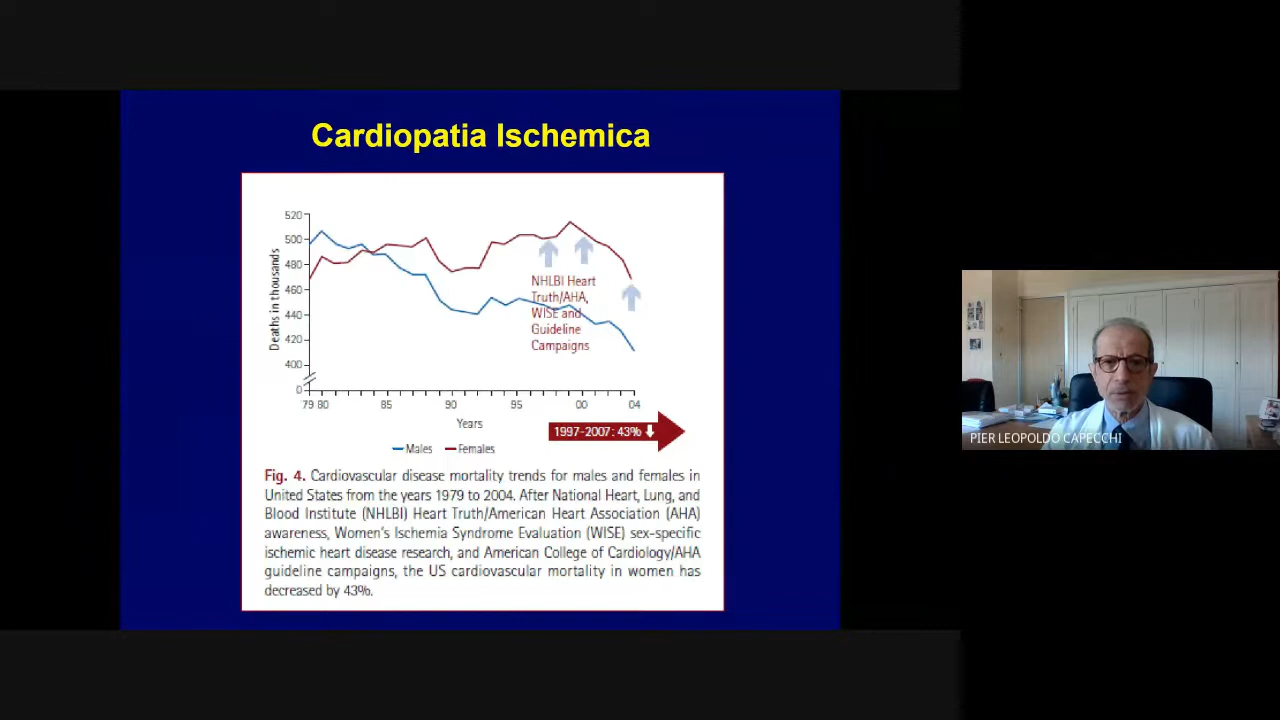 Cardiopatia Ischemica
520
500
480
460
440
420
400
0
Deaths in thousands
NHLBI Heart
Truth/AHA,
WISE and
Guideline
Campaigns
79 80 85 90 95 00 04
Years
1997-2007: 43%
Males Females
Fig. 4. Cardiovascular disease mortality trends for males and females in
United States from the years 1979 to 2004. After National Heart, Lung, and
Blood Institute (NHLBI) Heart Truth/American Heart Association (AHA)
awareness, Women's Ischemia Syndrome Evaluation (WISE) sex-specific
ischemic heart disease research, and American College of Cardiology/AHA
guideline campaigns, the US cardiovascular mortality in women has
decreased by 43%.
PIER LEOPOLDO CAPECCHI